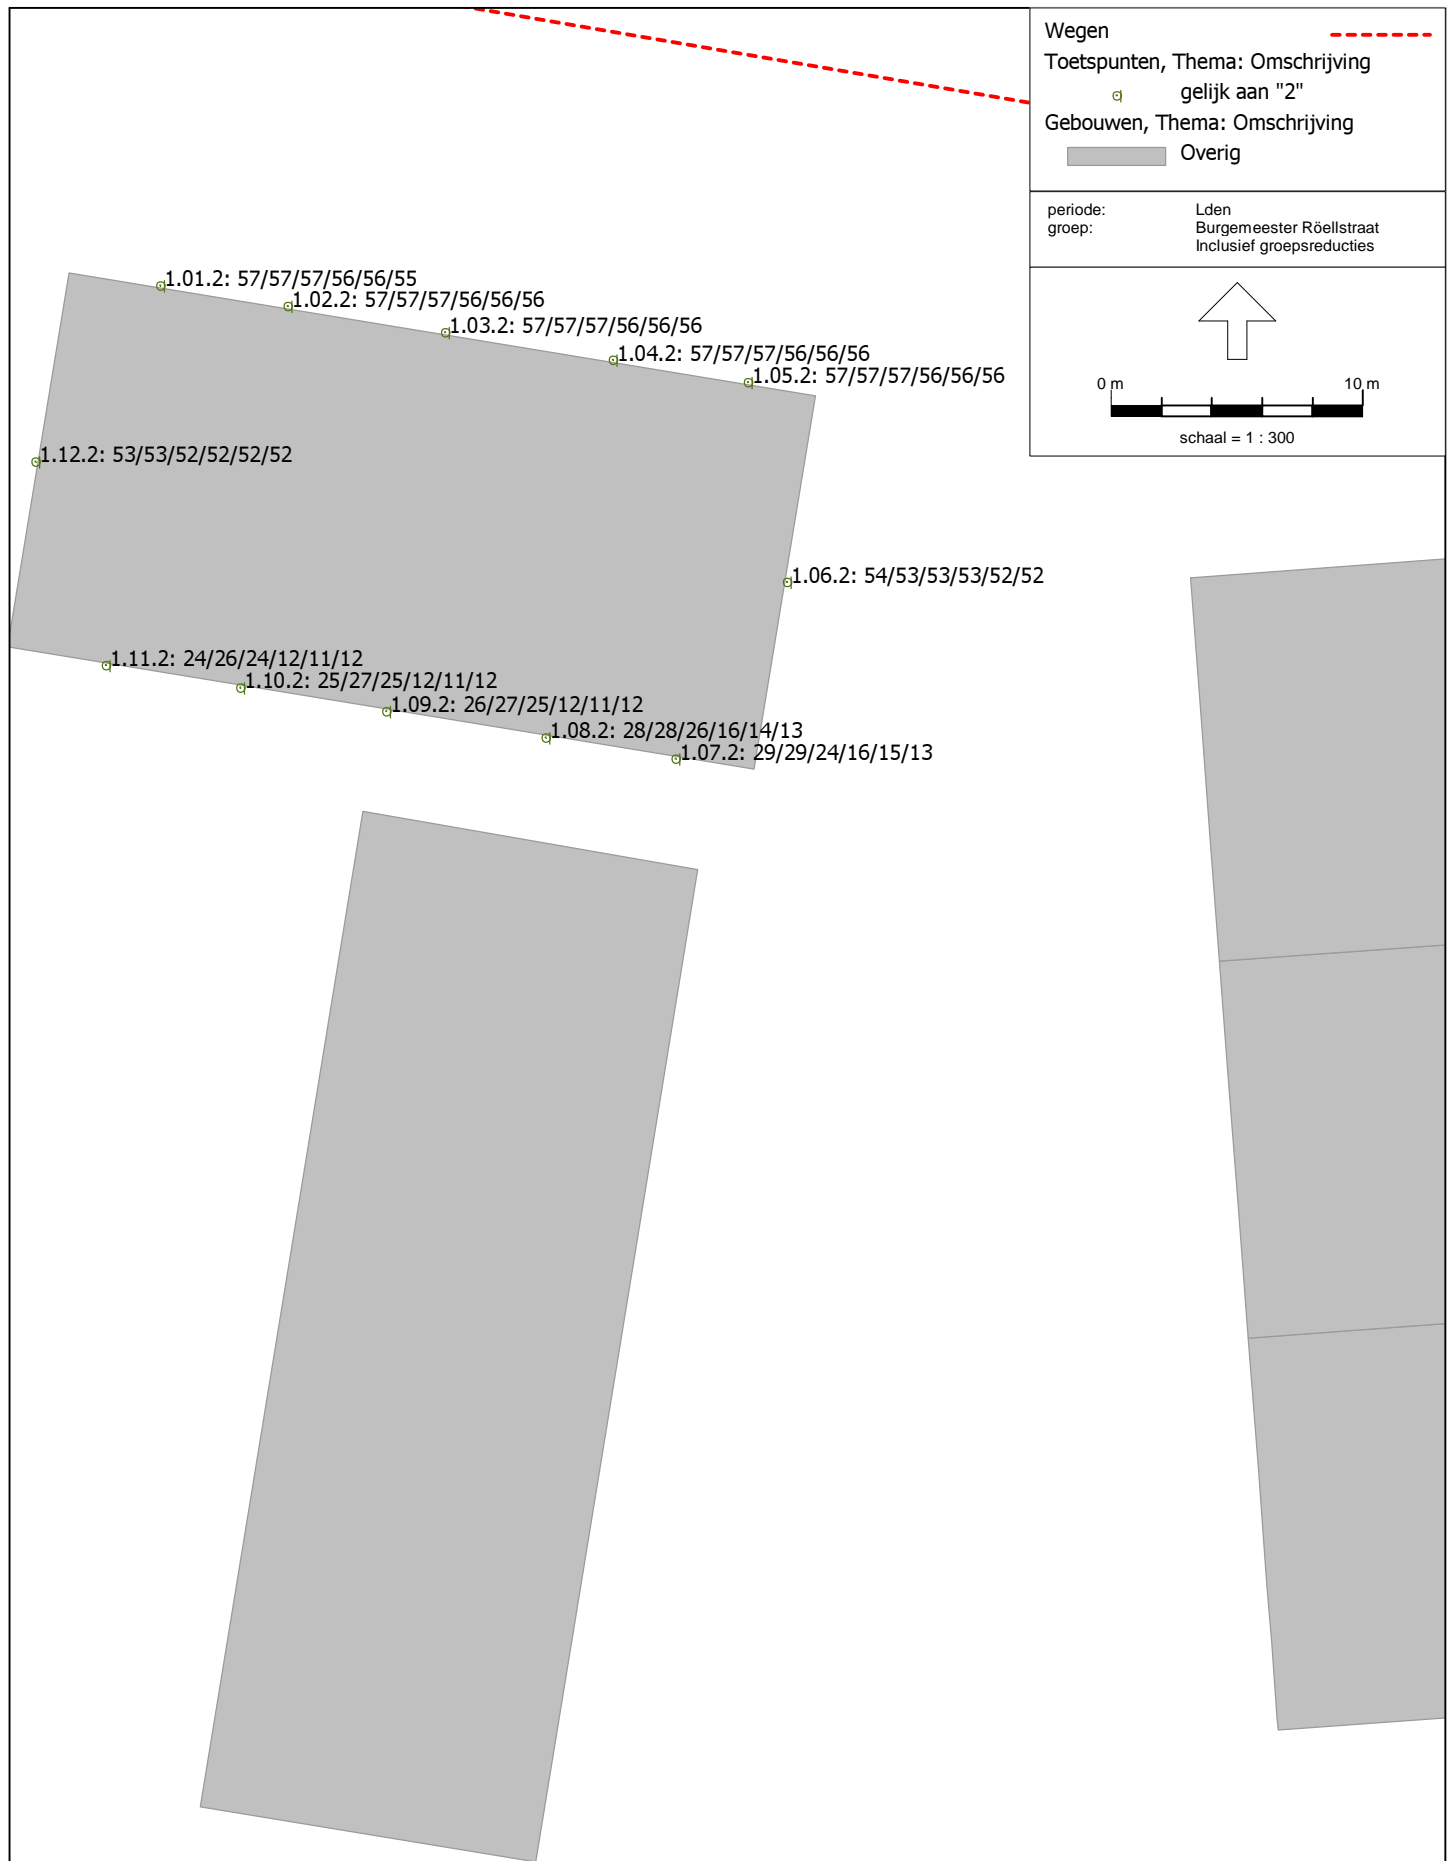 Wegen
Toetspunten, Thema: Omschrijving
gelijk aan "2"
Gebouwen, Thema: Omschrijving
Overig
periode: Lden
groep: Burgemeester Röellstraat
Inclusief groepsreducties
0 m 10 m
schaal = 1 : 300
1.01.2: 57/57/57/56/56/55
1.02.2: 57/57/57/56/56/56
1.03.2: 57/57/57/56/56/56
1.04.2: 57/57/57/56/56/56
1.05.2: 57/57/57/56/56/56
1.12.2: 53/53/52/52/52/52
1.06.2: 54/53/53/53/52/52
1.11.2: 24/26/24/12/11/12
1.10.2: 25/27/25/12/11/12
1.09.2: 26/27/25/12/11/12
1.08.2: 28/28/26/16/14/13
1.07.2: 29/29/24/16/15/13